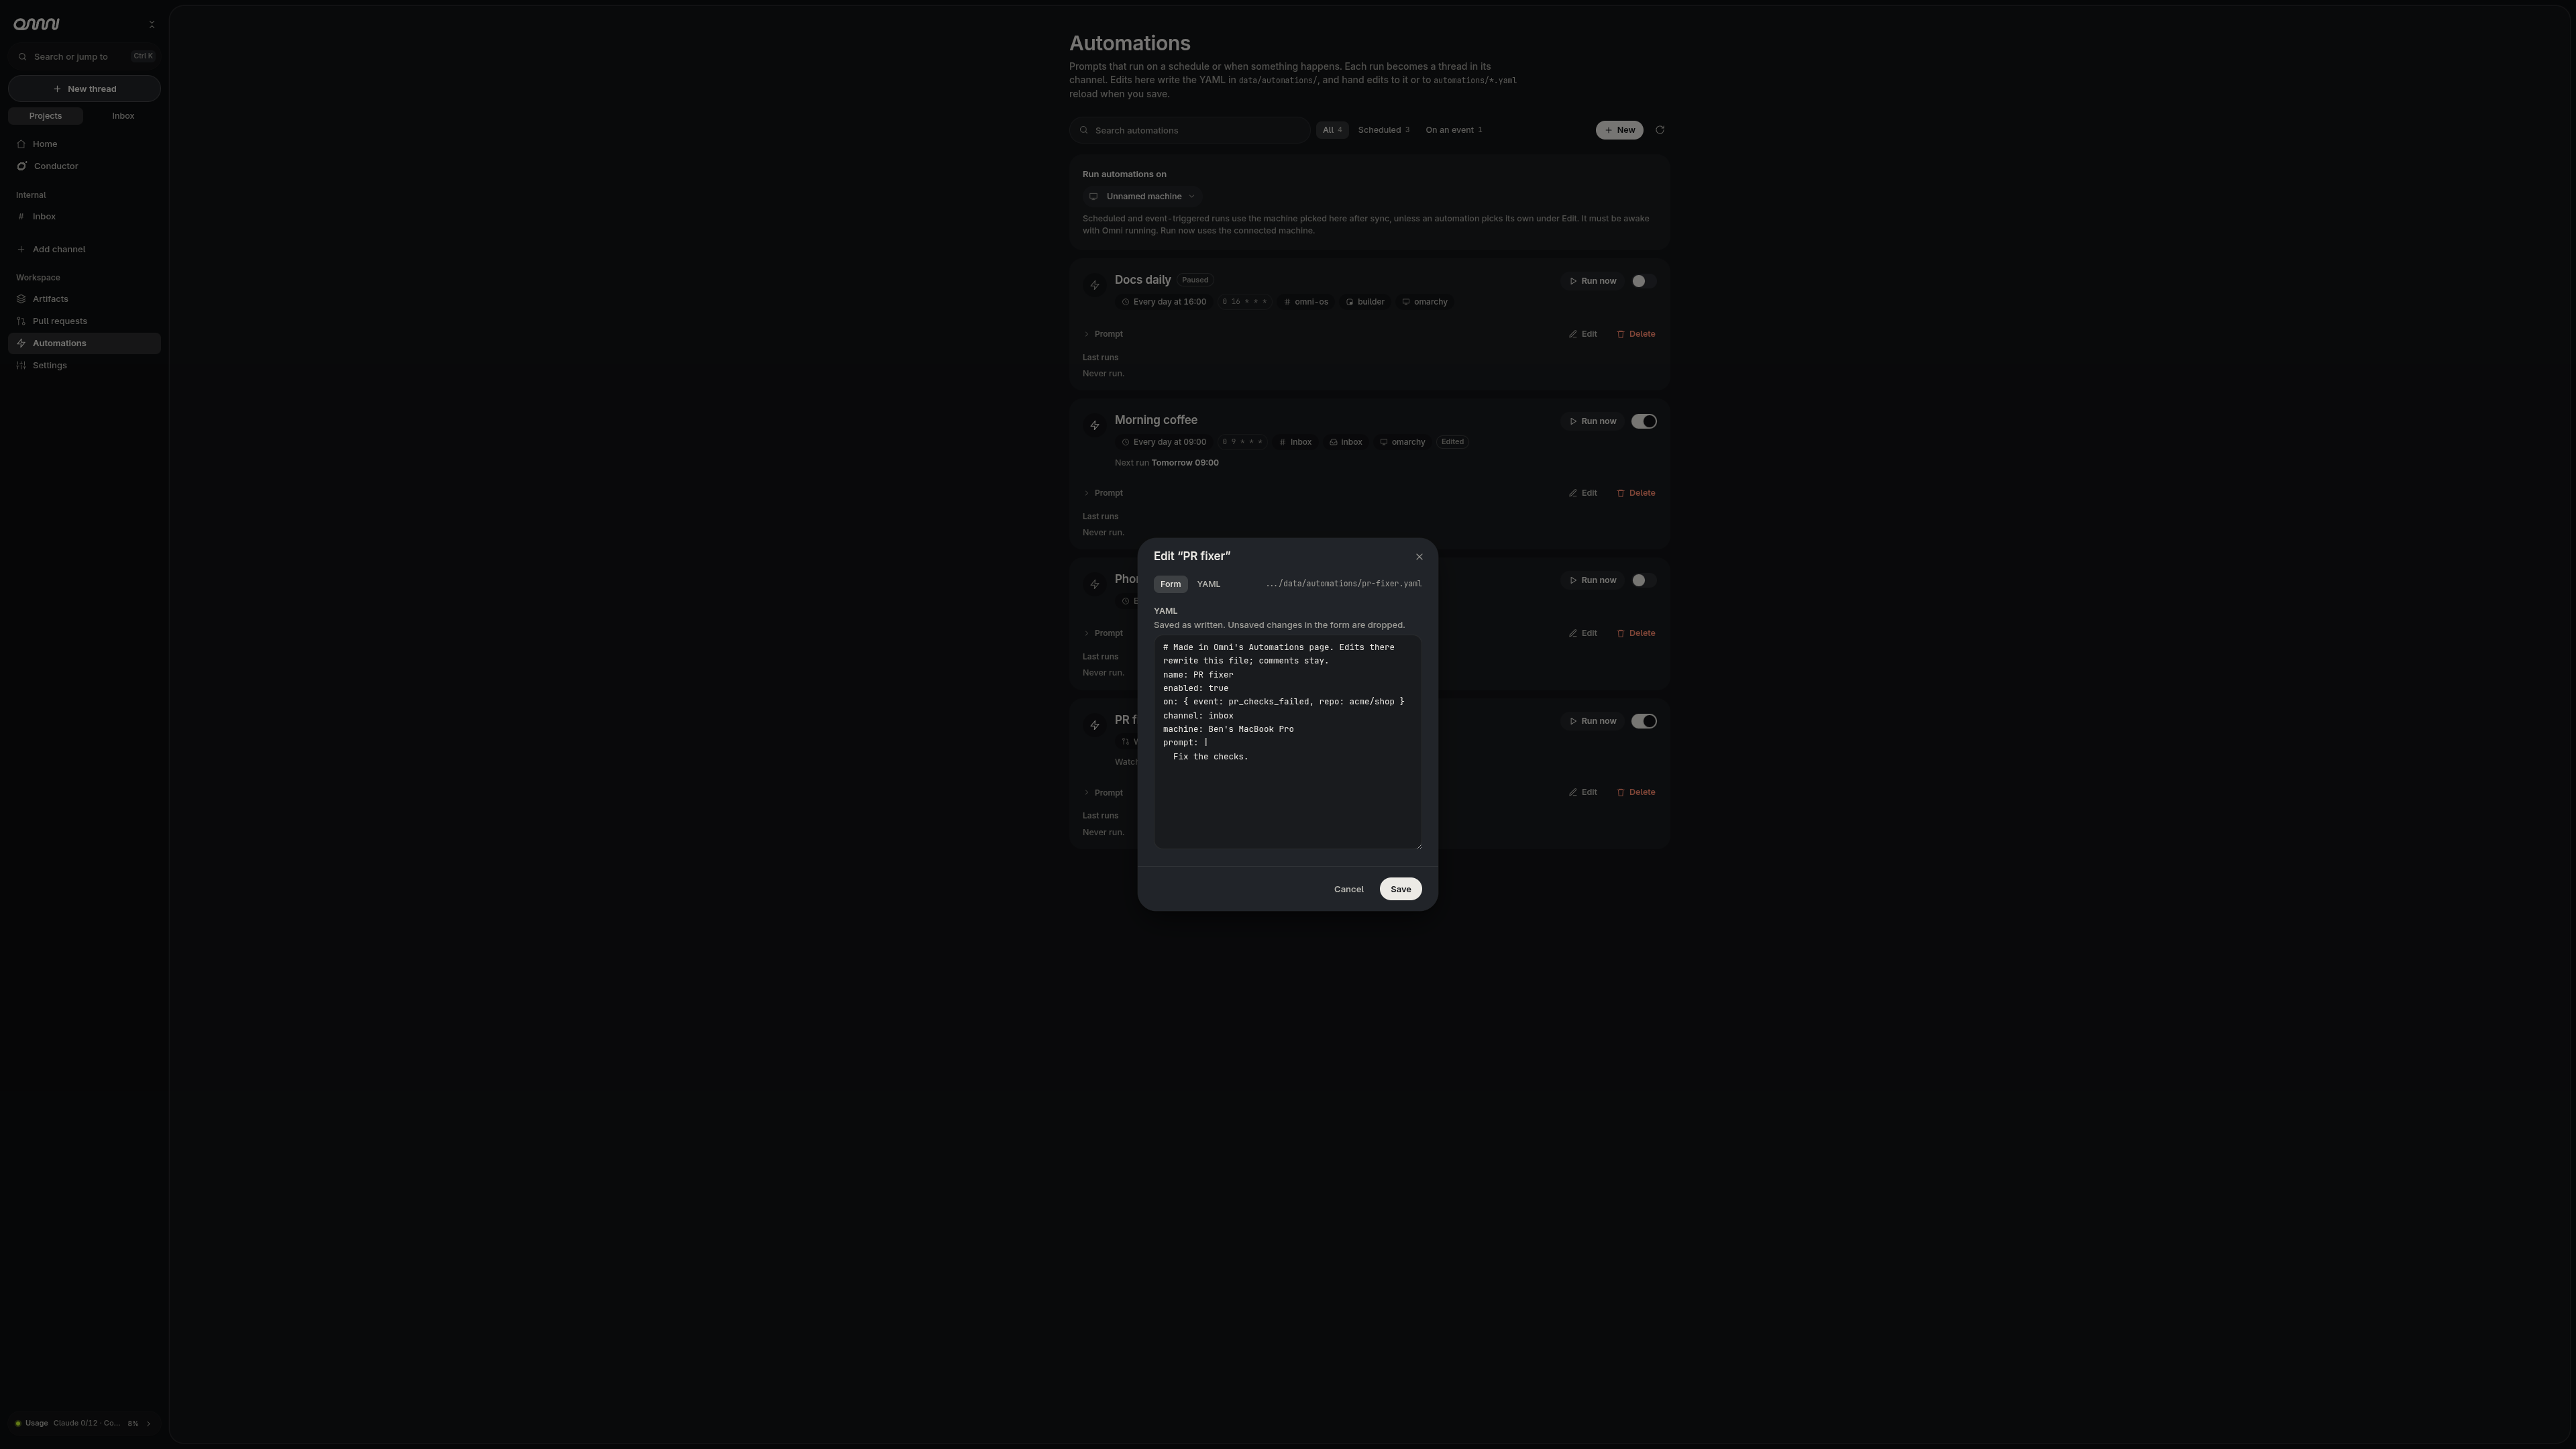 omni
Search or jump to
Ctrl K
New thread
Projects
Inbox
Home
Conductor
Internal
# Inbox
Add channel
Workspace
Artifacts
Pull requests
Automations
Settings
Usage Claude 0/12 · Co... 8%
Automations
Prompts that run on a schedule or when something happens. Each run becomes a thread in its
channel. Edits here write the YAML in data/automations/, and hand edits to it or to automations/*.yaml
reload when you save.
Search automations
All 4
Scheduled 3
On an event 1
New
Run automations on
Unnamed machine
Scheduled and event-triggered runs use the machine picked here after sync, unless an automation picks its own under Edit. It must be awake
with Omni running. Run now uses the connected machine.
Docs daily Paused
Run now
Every day at 16:00 0 16 * * * # omni-os builder omarchy
Prompt
Edit Delete
Last runs
Never run.
Morning coffee
Run now
Every day at 09:00 0 9 * * * # Inbox inbox omarchy Edited
Next run Tomorrow 09:00
Prompt
Edit Delete
Last runs
Never run.
Run now
Prompt
Edit Delete
Last runs
Never run.
Run now
Prompt
Edit Delete
Last runs
Never run.
Edit “PR fixer”
Form YAML .../data/automations/pr-fixer.yaml
YAML
Saved as written. Unsaved changes in the form are dropped.
# Made in Omni's Automations page. Edits there
rewrite this file; comments stay.
name: PR fixer
enabled: true
on: { event: pr_checks_failed, repo: acme/shop }
channel: inbox
machine: Ben's MacBook Pro
prompt: |
  Fix the checks.
Cancel
Save